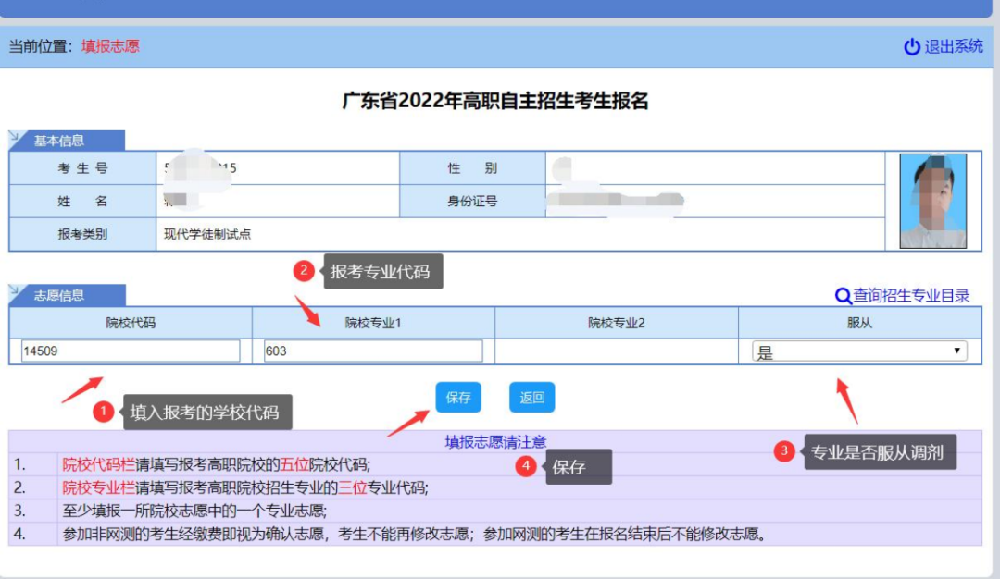 当前位置：填报志愿
退出系统
广东省2022年高职自主招生考生报名
基本信息
考 生 号 15 性 别
姓 名 身份证号
报考类别 现代学徒制试点
2 报考专业代码
志愿信息 查询招生专业目录
院校代码 院校专业1 院校专业2 服从
14509 603 是
1 填入报考的学校代码
保存 返回
填报志愿请注意
3 专业是否服从调剂
4 保存
1. 院校代码栏请填写报考高职院校的五位院校代码;
2. 院校专业栏请填写报考高职院校招生专业的三位专业代码;
3. 至少填报一所院校志愿中的一个专业志愿;
4. 参加非网测的考生经缴费即视为确认志愿，考生不能再修改志愿；参加网测的考生在报名结束后不能修改志愿。